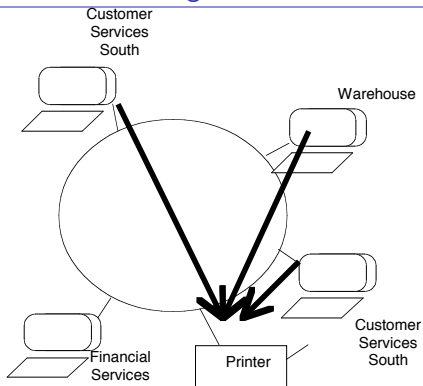 Customer
Services
South
Warehouse
Financial
Services
Printer
Customer
Services
South